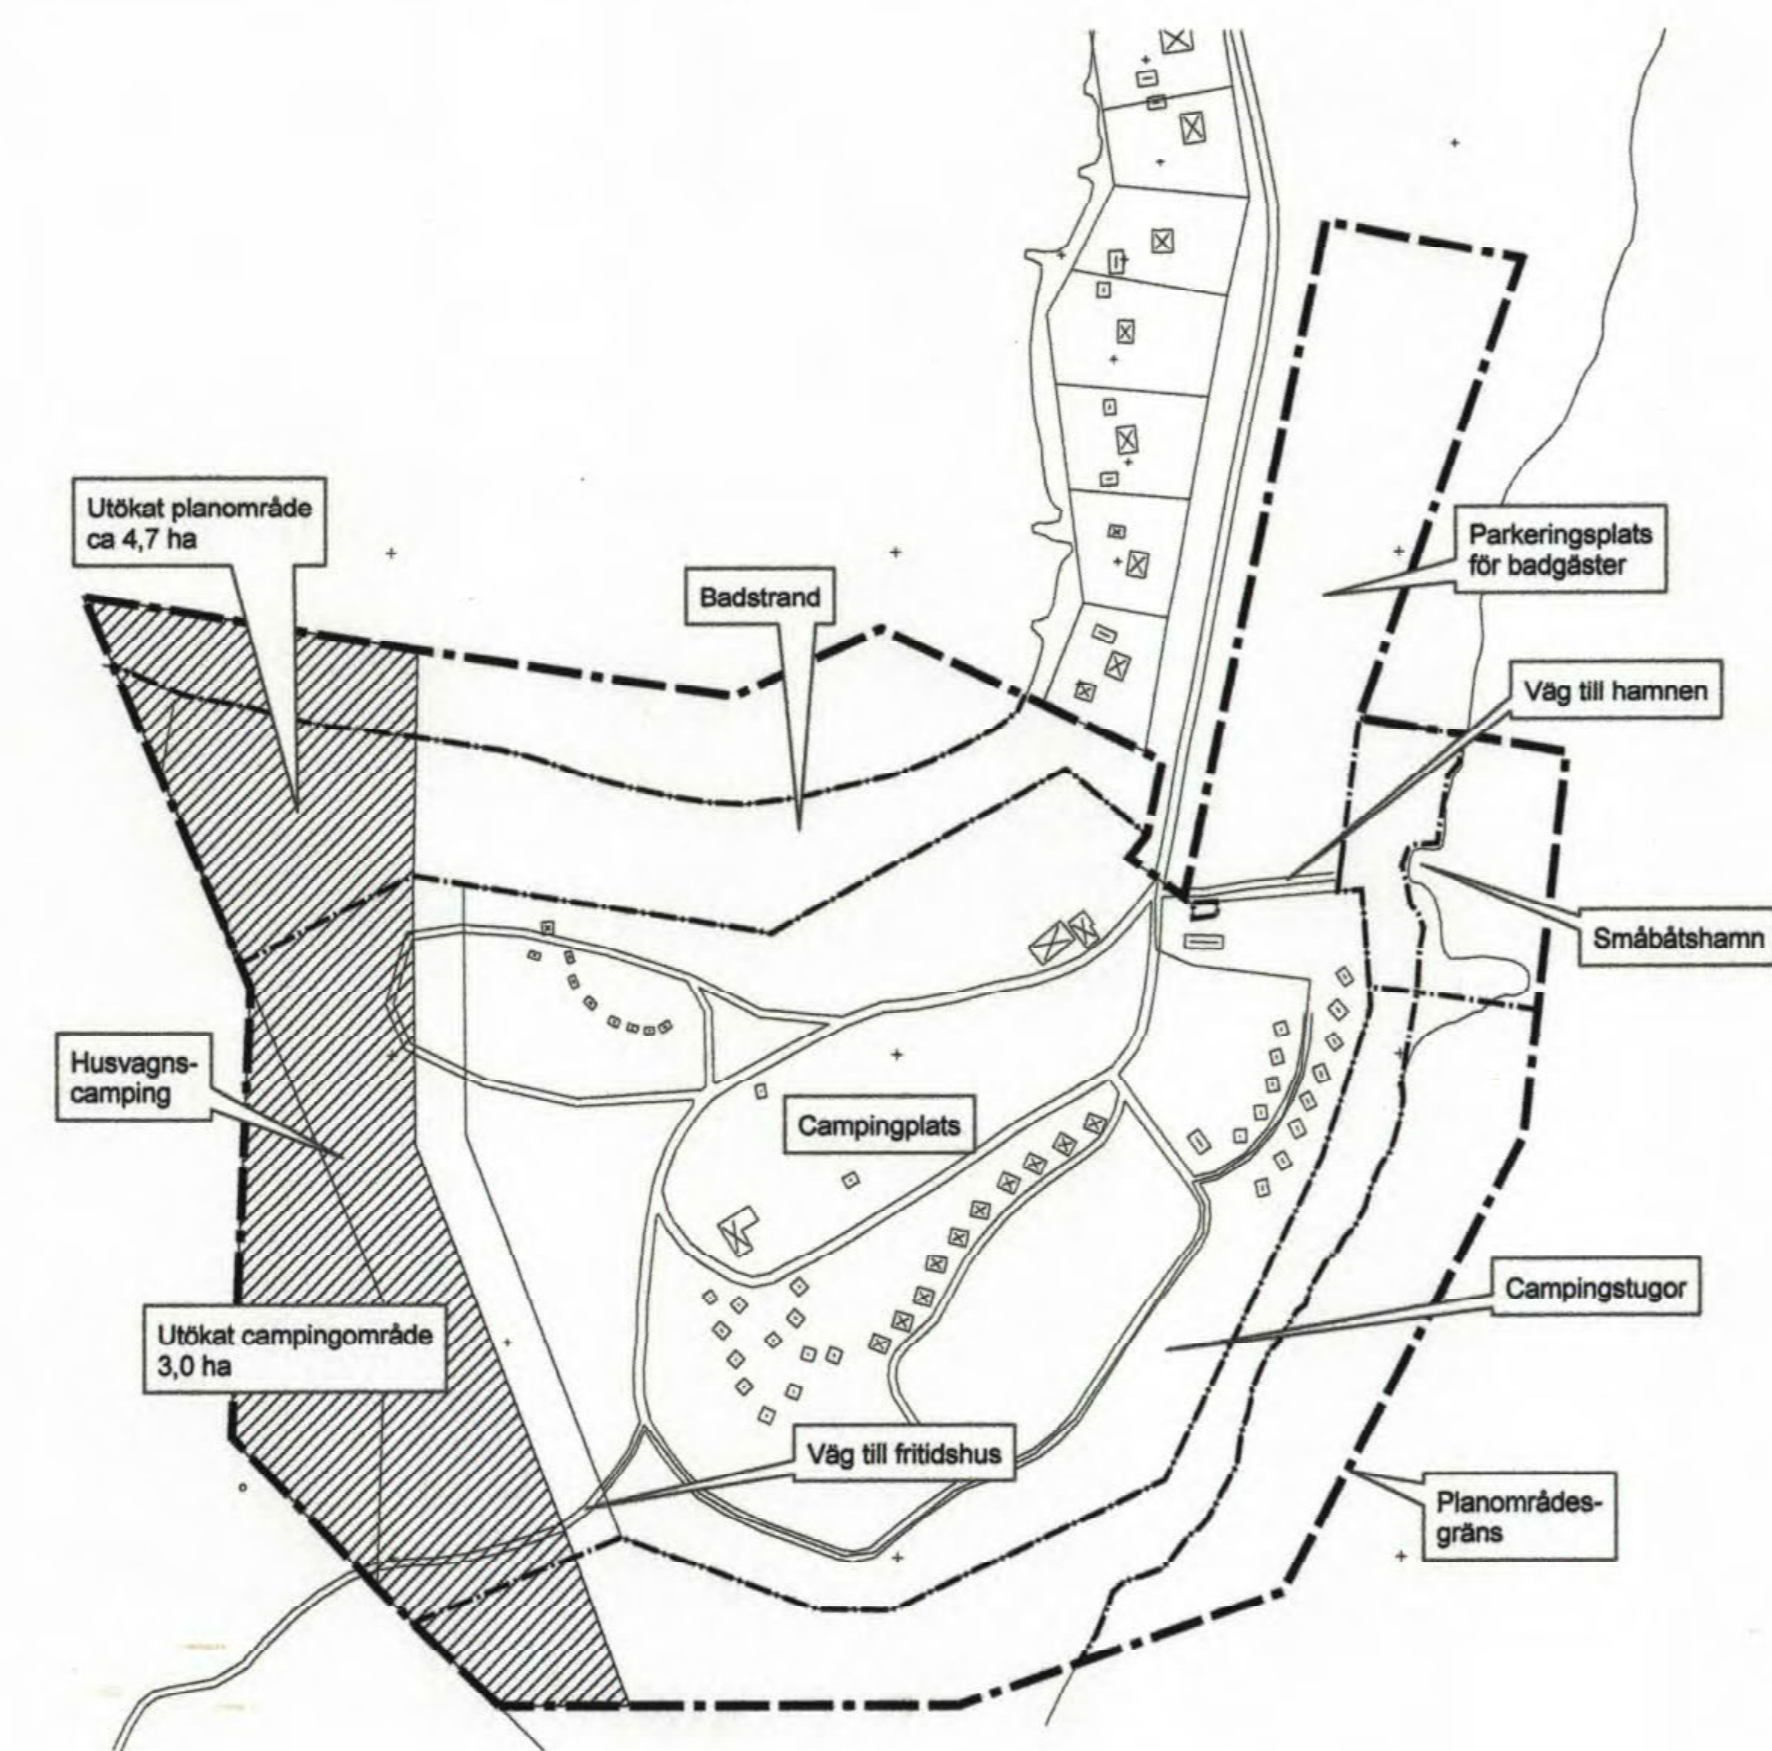 Utökat planområde
ca 4,7 ha
Parkeringsplats
för badgäster
Badstrand
Väg till hamnen
Småbåtshamn
Husvagns-
camping
Campingplats
Campingstugor
Utökat campingområde
3,0 ha
Väg till fritidshus
Planområdes-
gräns